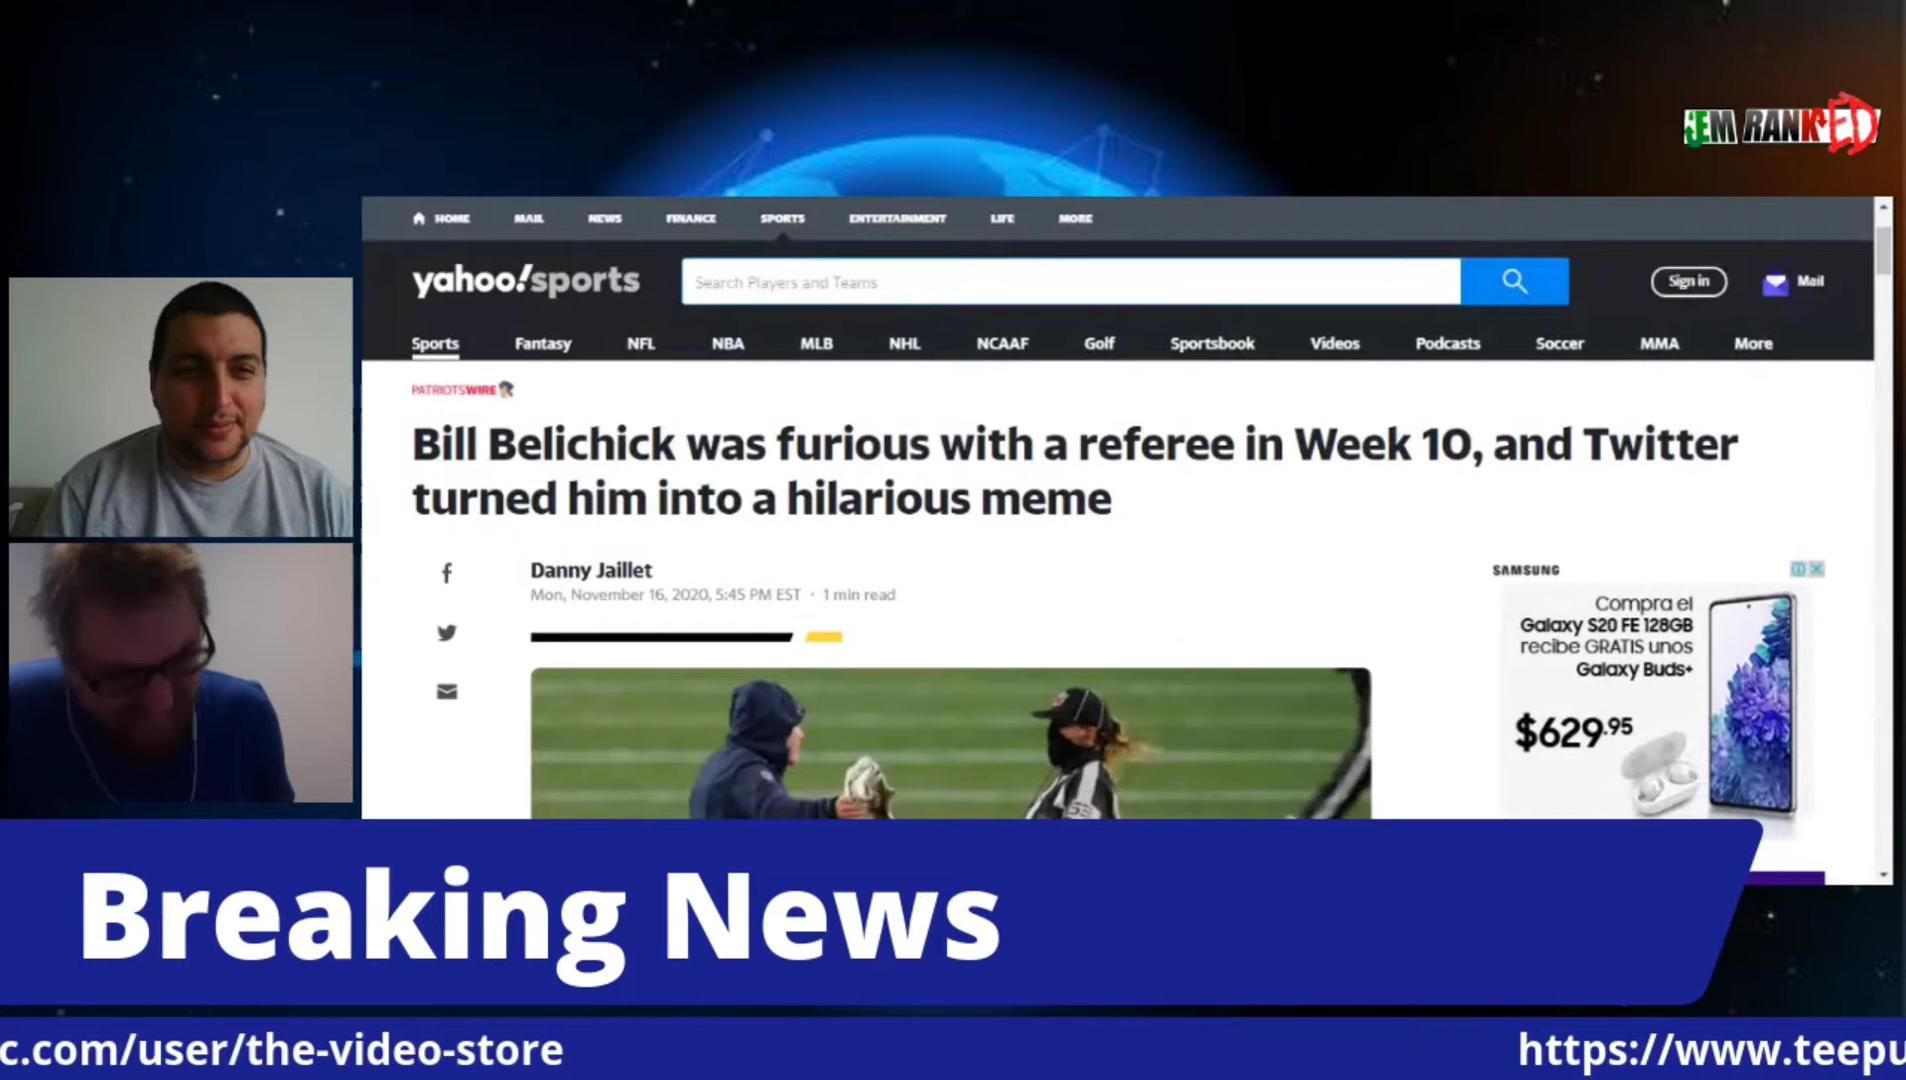 JEM RANKED
HOME MAIL NEWS FINANCE SPORTS ENTERTAINMENT LIFE MORE
yahoo!sports
Search Players and Teams
Sign in
Mail
Sports Fantasy NFL NBA MLB NHL NCAAF Golf Sportsbook Videos Podcasts Soccer MMA More
PATRIOTSWIRE
Bill Belichick was furious with a referee in Week 10, and Twitter
turned him into a hilarious meme
Danny Jaillet
Mon, November 16, 2020, 5:45 PM EST · 1 min read
SAMSUNG
Compra el
Galaxy S20 FE 128GB
recibe GRATIS unos
Galaxy Buds+
$629.95
53
Breaking News
c.com/user/the-video-store
https://www.teepu